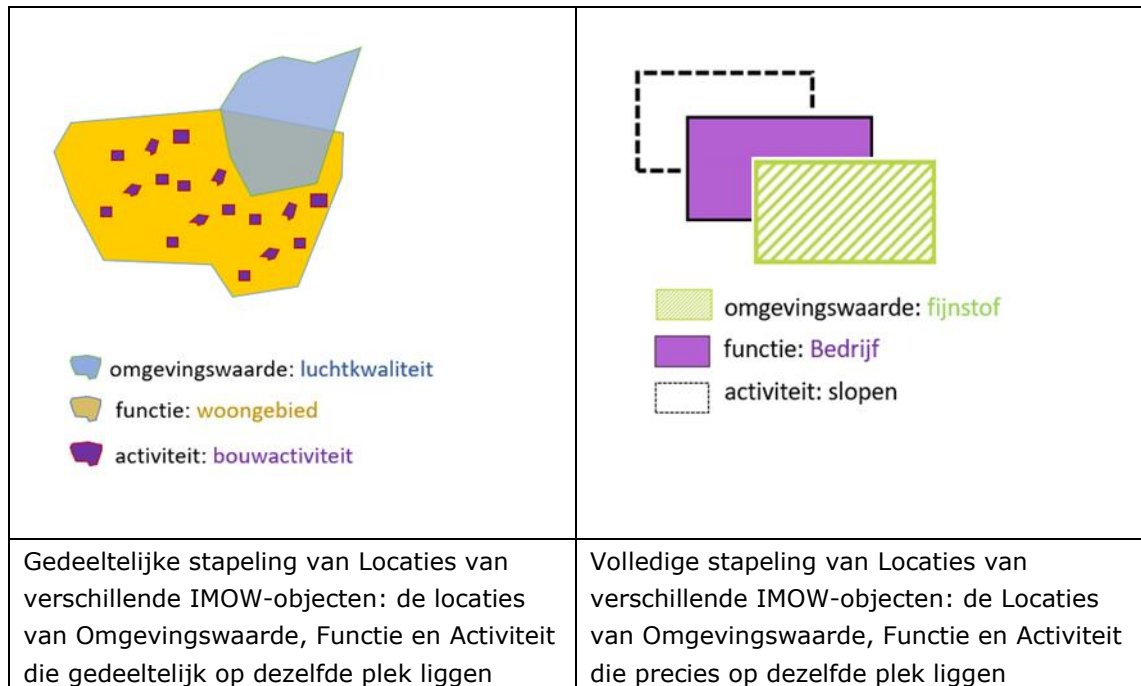 omgevingswaarde: luchtkwaliteit
functie: woongebied
activiteit: bouwactiviteit
omgevingswaarde: fijnstof
functie: Bedrijf
activiteit: slopen
Gedeeltelijke stapeling van Locaties van
verschillende IMOW-objecten: de locaties
van Omgevingswaarde, Functie en Activiteit
die gedeeltelijk op dezelfde plek liggen
Volledige stapeling van Locaties van
verschillende IMOW-objecten: de Locaties
van Omgevingswaarde, Functie en Activiteit
die precies op dezelfde plek liggen